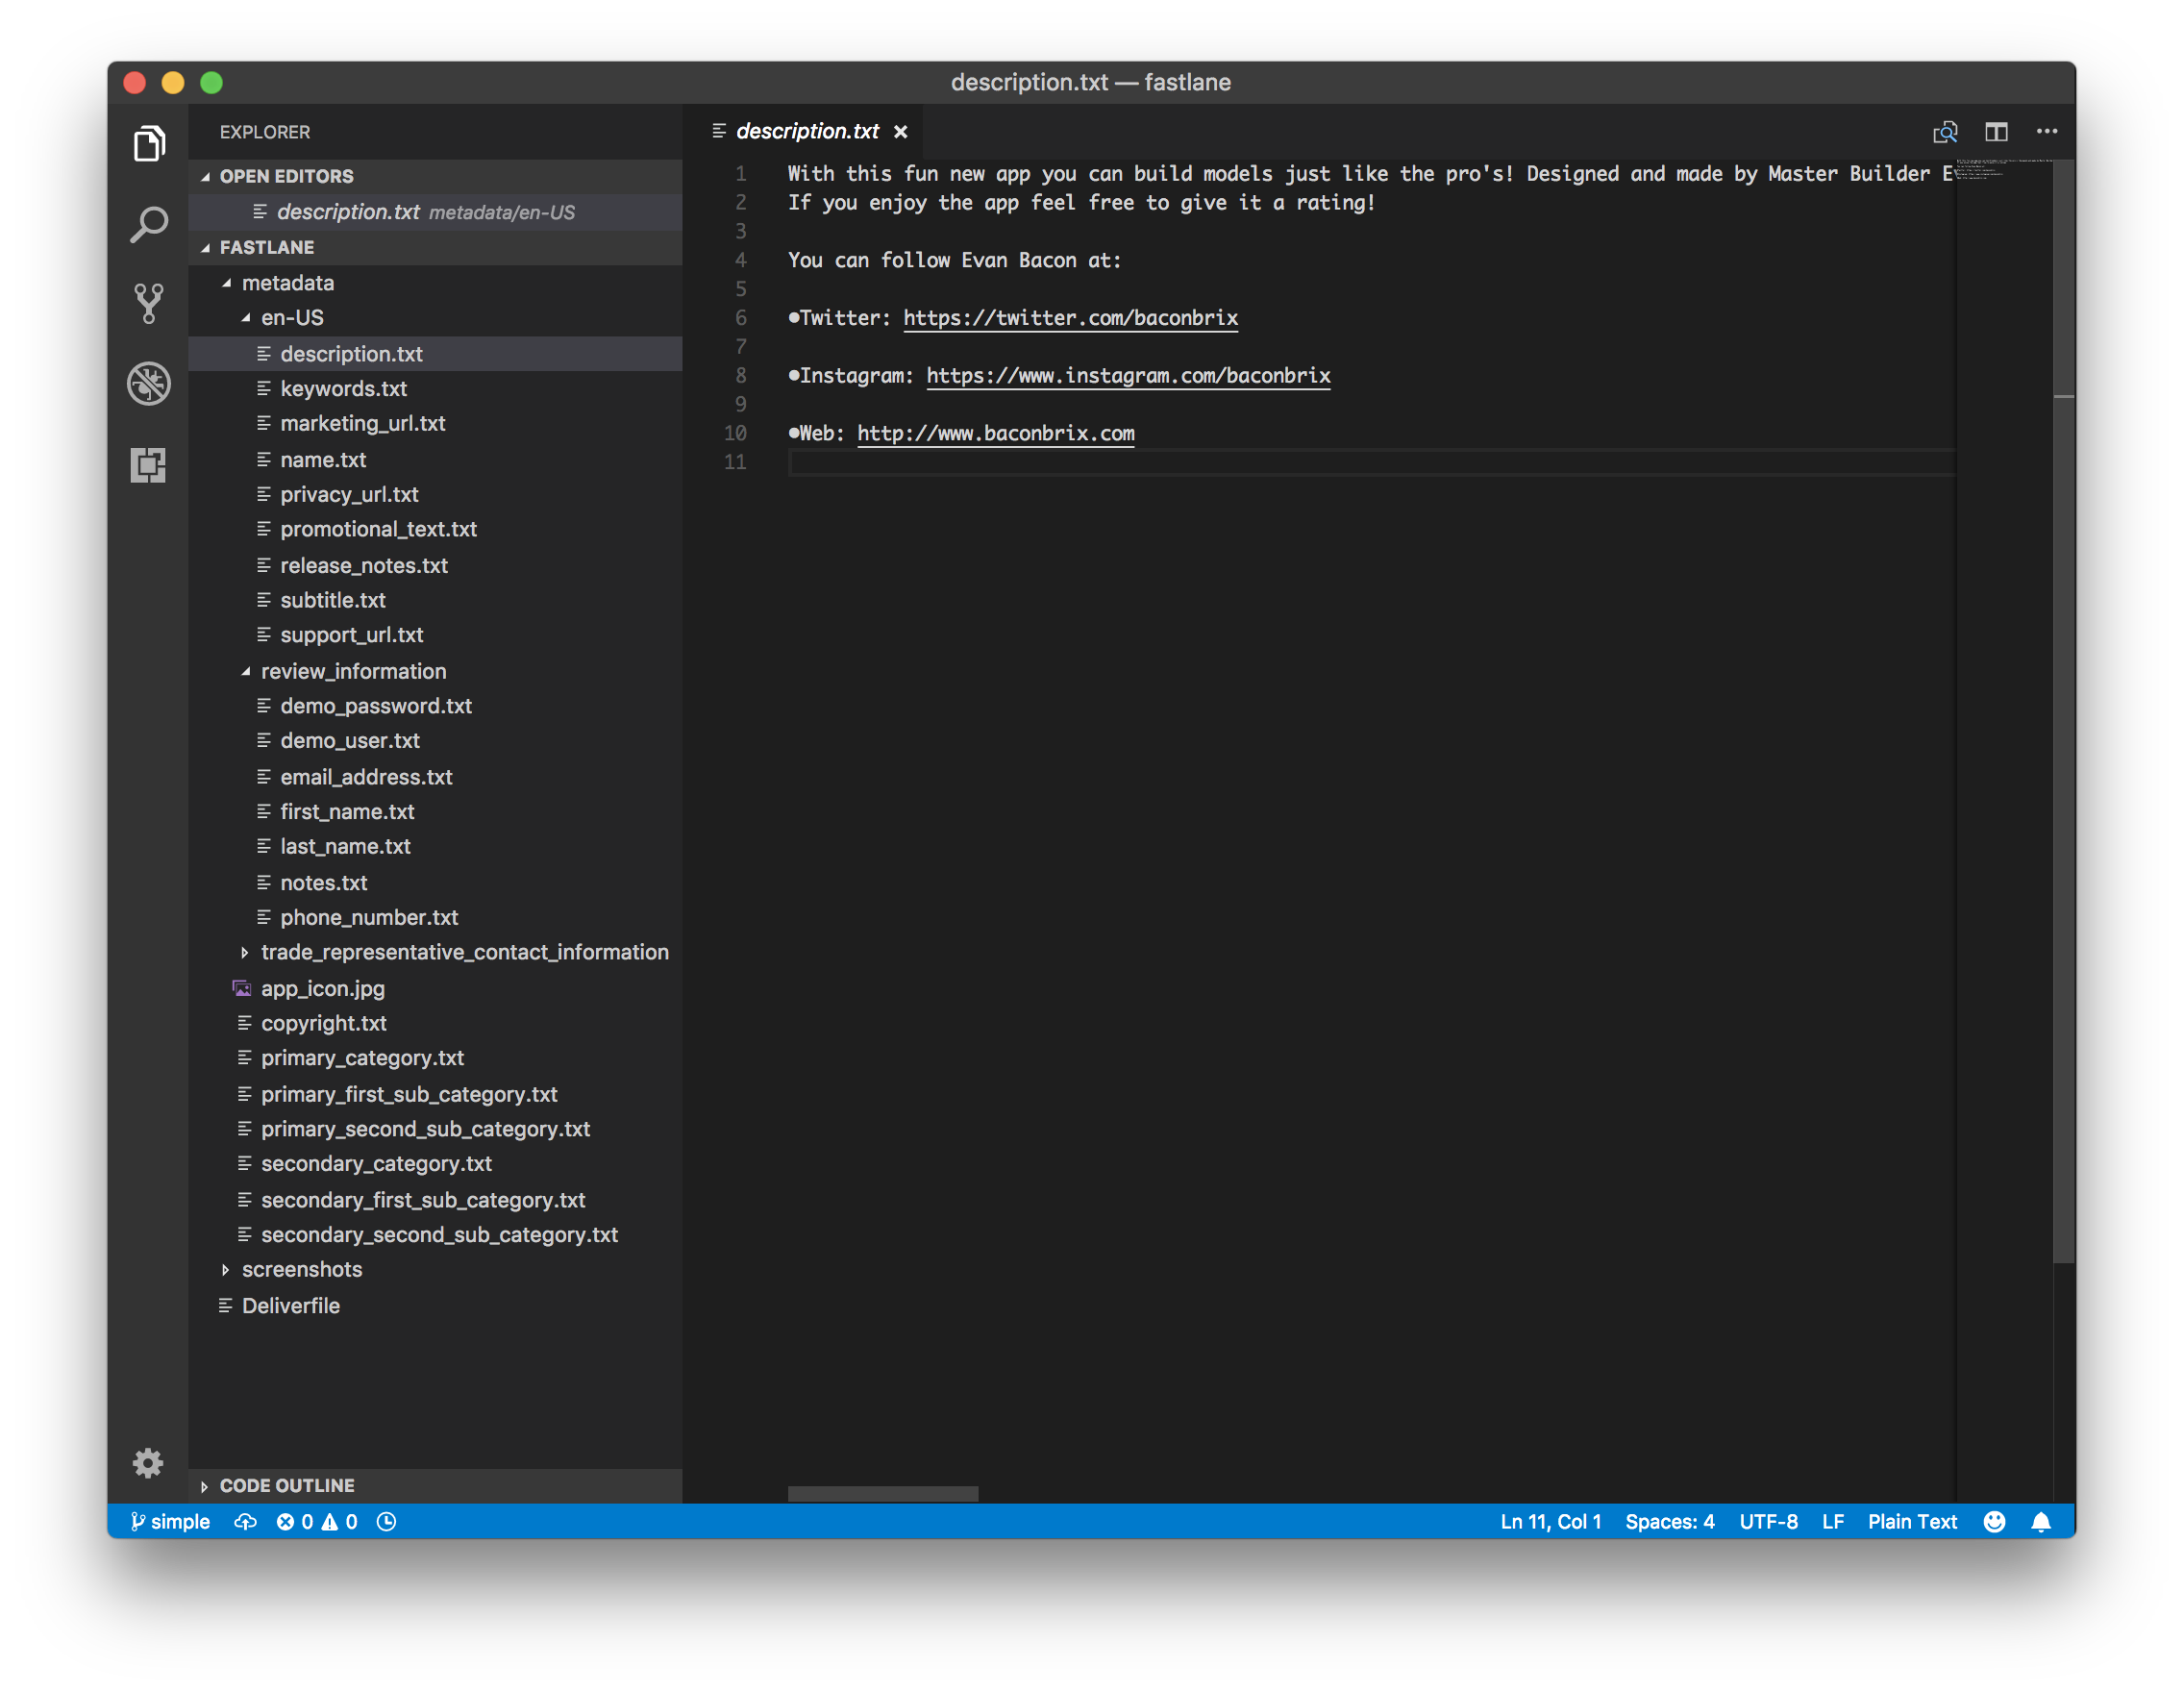 description.txt — fastlane
EXPLORER
OPEN EDITORS
description.txt metadata/en-US
FASTLANE
metadata
en-US
description.txt
keywords.txt
marketing_url.txt
name.txt
privacy_url.txt
promotional_text.txt
release_notes.txt
subtitle.txt
support_url.txt
review_information
demo_password.txt
demo_user.txt
email_address.txt
first_name.txt
last_name.txt
notes.txt
phone_number.txt
trade_representative_contact_information
app_icon.jpg
copyright.txt
primary_category.txt
primary_first_sub_category.txt
primary_second_sub_category.txt
secondary_category.txt
secondary_first_sub_category.txt
secondary_second_sub_category.txt
screenshots
Deliverfile
CODE OUTLINE
description.txt
1 With this fun new app you can build models just like the pro's! Designed and made by Master Builder E
2 If you enjoy the app feel free to give it a rating!
3
4 You can follow Evan Bacon at:
5
6 •Twitter: https://twitter.com/baconbrix
7
8 •Instagram: https://www.instagram.com/baconbrix
9
10 •Web: http://www.baconbrix.com
11
simple 0 0 Ln 11, Col 1 Spaces: 4 UTF-8 LF Plain Text